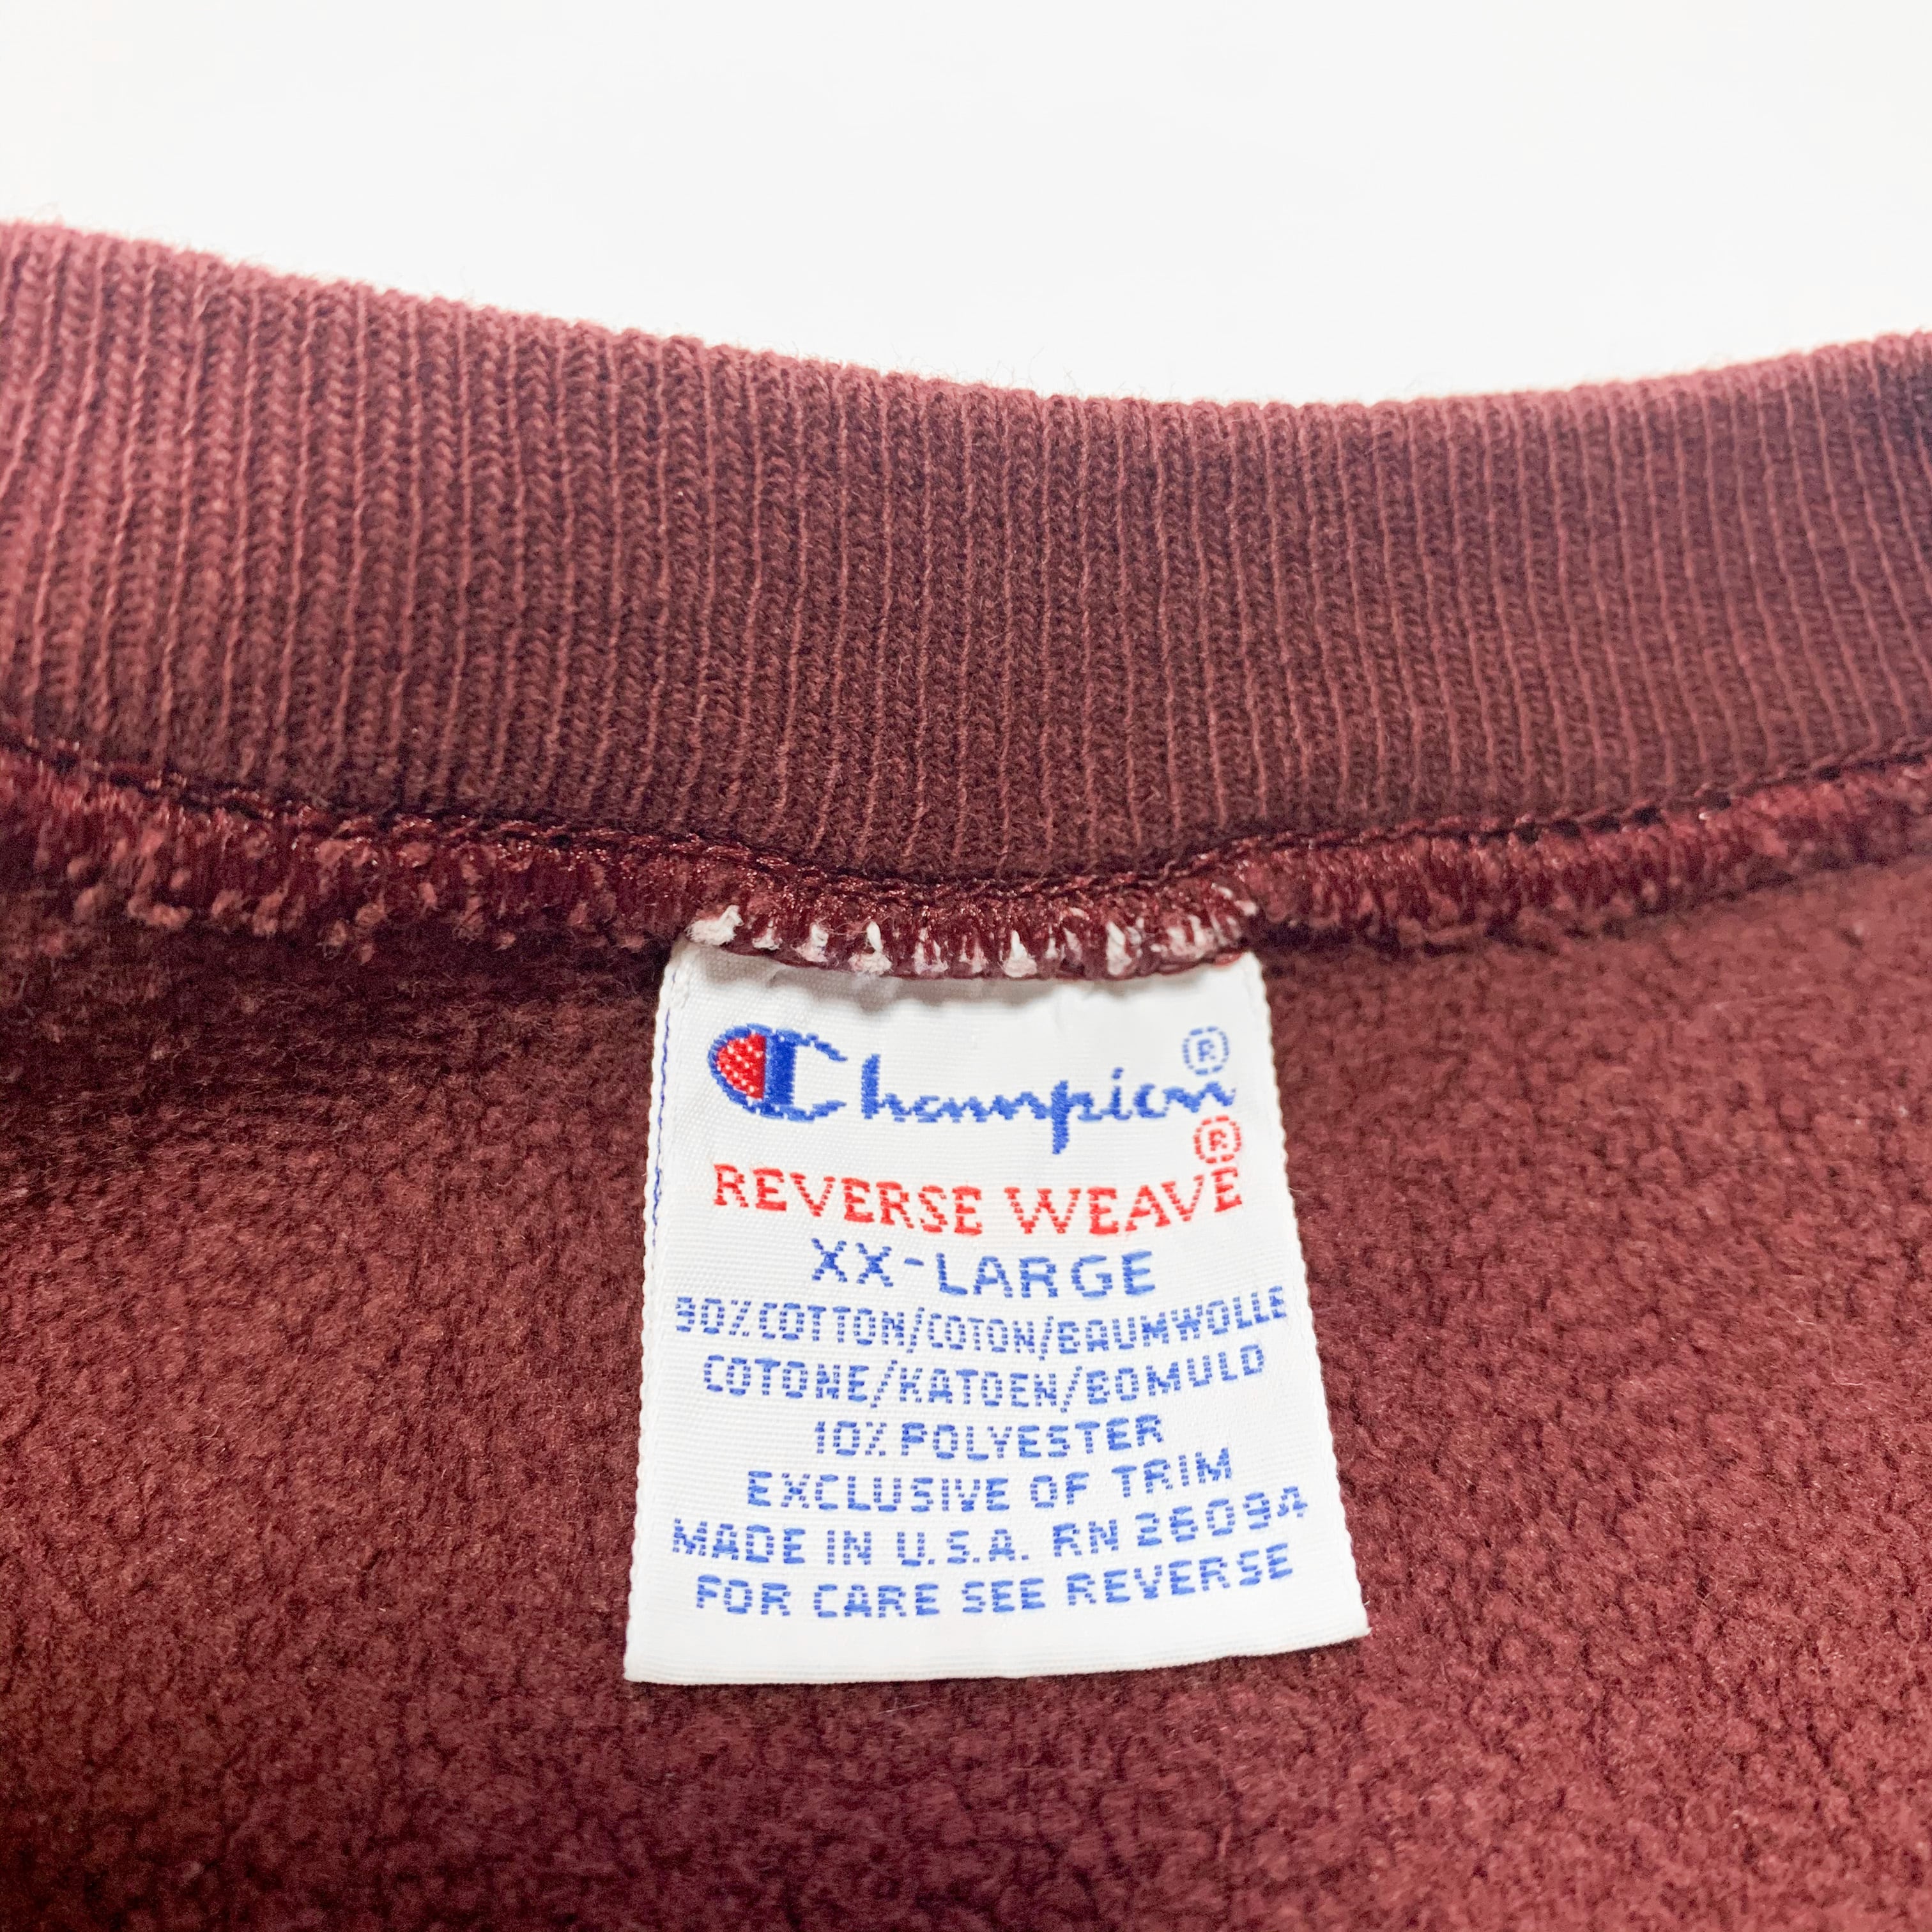 Champion®
REVERSE WEAVE®
XX-LARGE
90% COTTON/COTON/BAUMWOLLE
COTONE/KATOEN/BOMULD
10% POLYESTER
EXCLUSIVE OF TRIM
MADE IN U.S.A. RN 26094
FOR CARE SEE REVERSE